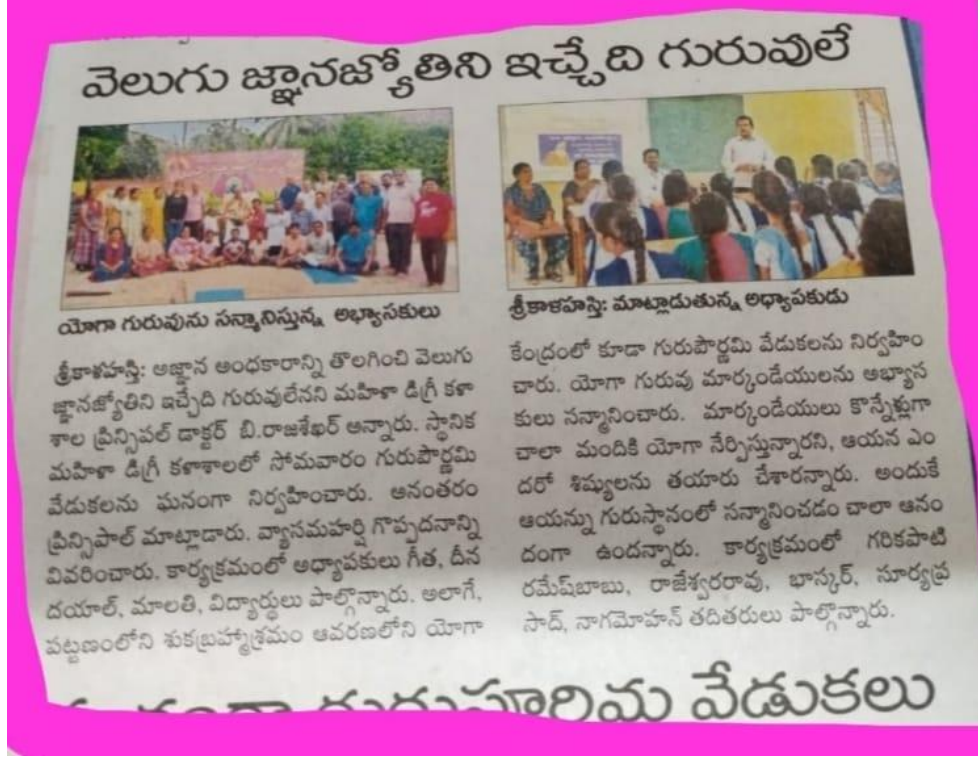 వెలుగు జ్ఞానజ్యోతిని ఇచ్చేది గురువులే
యోగా గురువును సన్మానిస్తున్న అభ్యాసకులు
శ్రీకాళహస్తి: అజ్ఞాన అంధకారాన్ని తొలగించి వెలుగు
జ్ఞానజ్యోతిని ఇచ్చేది గురువులేనని మహిళా డిగ్రీ కళా
శాల ప్రిన్సిపల్ డాక్టర్ బి.రాజశేఖర్ అన్నారు. స్థానిక
మహిళా డిగ్రీ కళాశాలలో సోమవారం గురుపౌర్ణమి
వేడుకలను ఘనంగా నిర్వహించారు. అనంతరం
ప్రిన్సిపాల్ మాట్లాడారు. వ్యాసమహర్షి గొప్పదనాన్ని
వివరించారు. కార్యక్రమంలో అధ్యాపకులు గీత, దీన
దయాల్, మాలతి, విద్యార్థులు పాల్గొన్నారు. అలాగే,
పట్టణంలోని శుకబ్రహ్మాశ్రమం ఆవరణలోని యోగా
శ్రీకాళహస్తి: మాట్లాడుతున్న అధ్యాపకుడు
కేంద్రంలో కూడా గురుపౌర్ణమి వేడుకలను నిర్వహిం
చారు. యోగా గురువు మార్కండేయులను అభ్యాస
కులు సన్మానించారు. మార్కండేయులు కొన్నేళ్లుగా
చాలా మందికి యోగా నేర్పిస్తున్నారని, ఆయన ఎం
దరో శిష్యులను తయారు చేశారన్నారు. అందుకే
ఆయన్ను గురుస్థానంలో సన్మానించడం చాలా ఆనం
దంగా ఉందన్నారు. కార్యక్రమంలో గరికపాటి
రమేష్‌బాబు, రాజేశ్వరరావు, భాస్కర్, సూర్యప్ర
సాద్, నాగమోహన్ తదితరులు పాల్గొన్నారు.
గురుపూర్ణిమ వేడుకలు